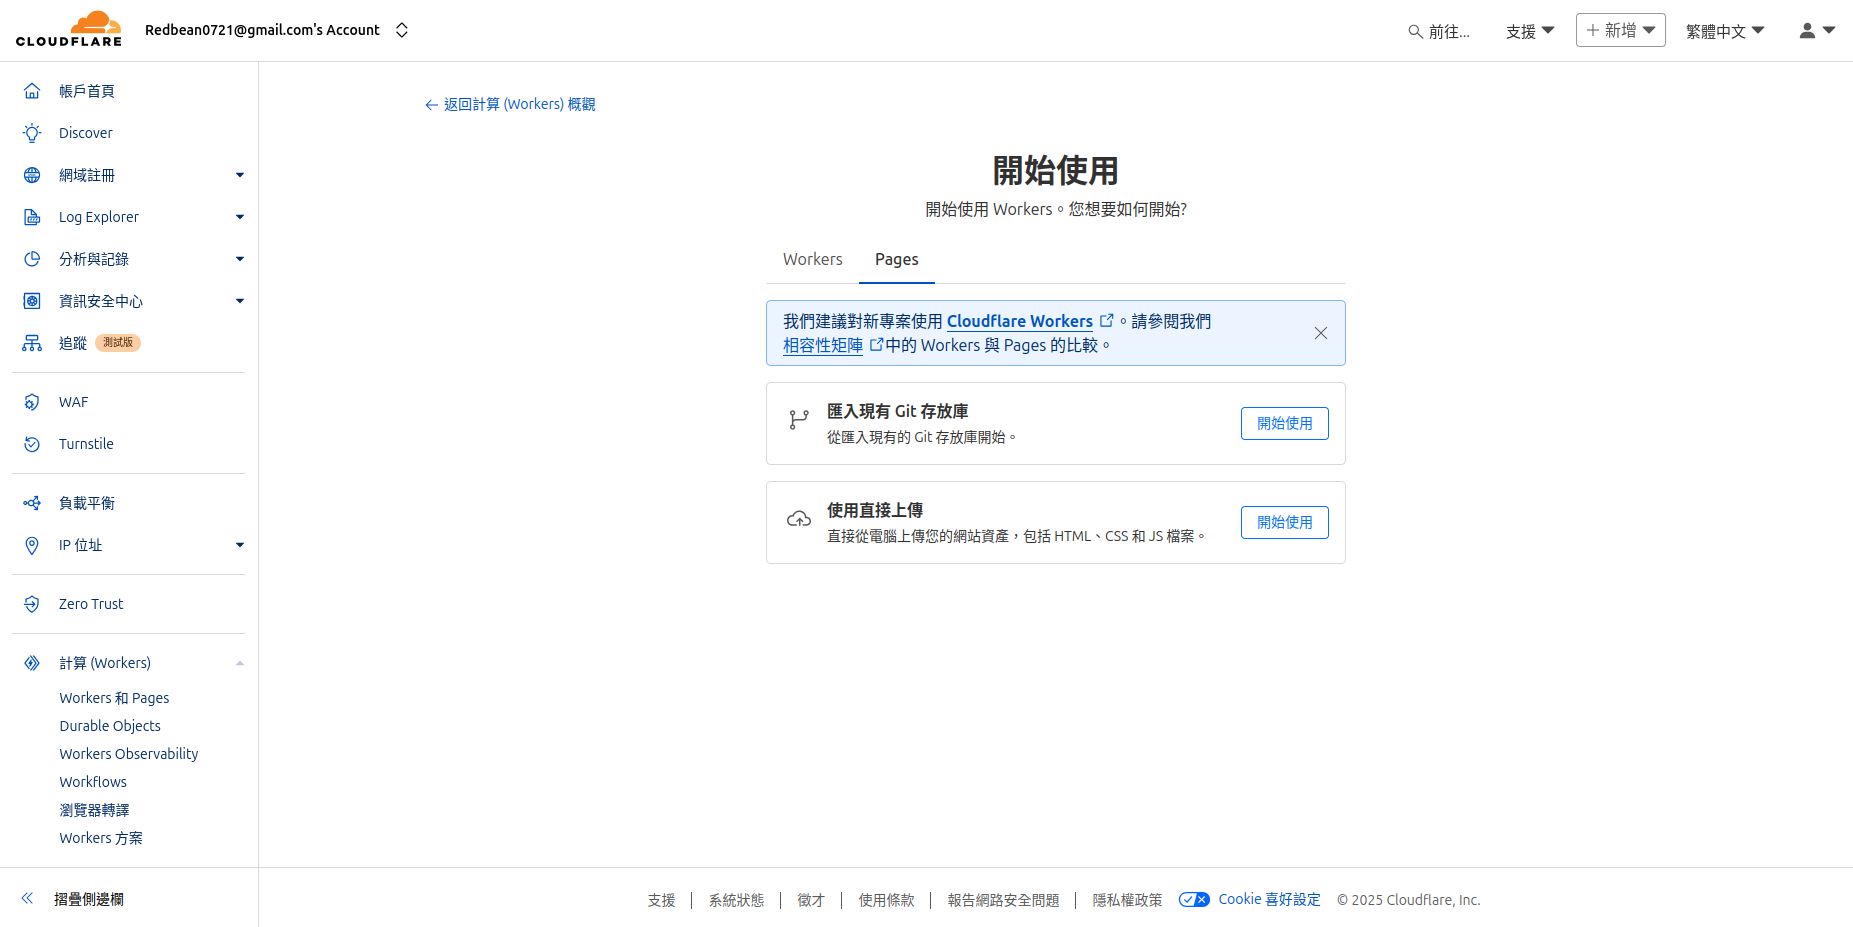 CLOUDFLARE
Redbean0721@gmail.com's Account
前往...
支援
新增
繁體中文
帳戶首頁
Discover
網域註冊
Log Explorer
分析與記錄
資訊安全中心
追蹤 測試版
WAF
Turnstile
負載平衡
IP 位址
Zero Trust
計算 (Workers)
Workers 和 Pages
Durable Objects
Workers Observability
Workflows
瀏覽器轉譯
Workers 方案
摺疊側邊欄
返回計算 (Workers) 概觀
開始使用
開始使用 Workers。您想要如何開始?
Workers
Pages
我們建議對新專案使用 Cloudflare Workers 。請參閱我們
相容性矩陣 中的 Workers 與 Pages 的比較。
匯入現有 Git 存放庫
從匯入現有的 Git 存放庫開始。
開始使用
使用直接上傳
直接從電腦上傳您的網站資產，包括 HTML、CSS 和 JS 檔案。
開始使用
支援
系統狀態
徵才
使用條款
報告網路安全問題
隱私權政策
Cookie 喜好設定
© 2025 Cloudflare, Inc.